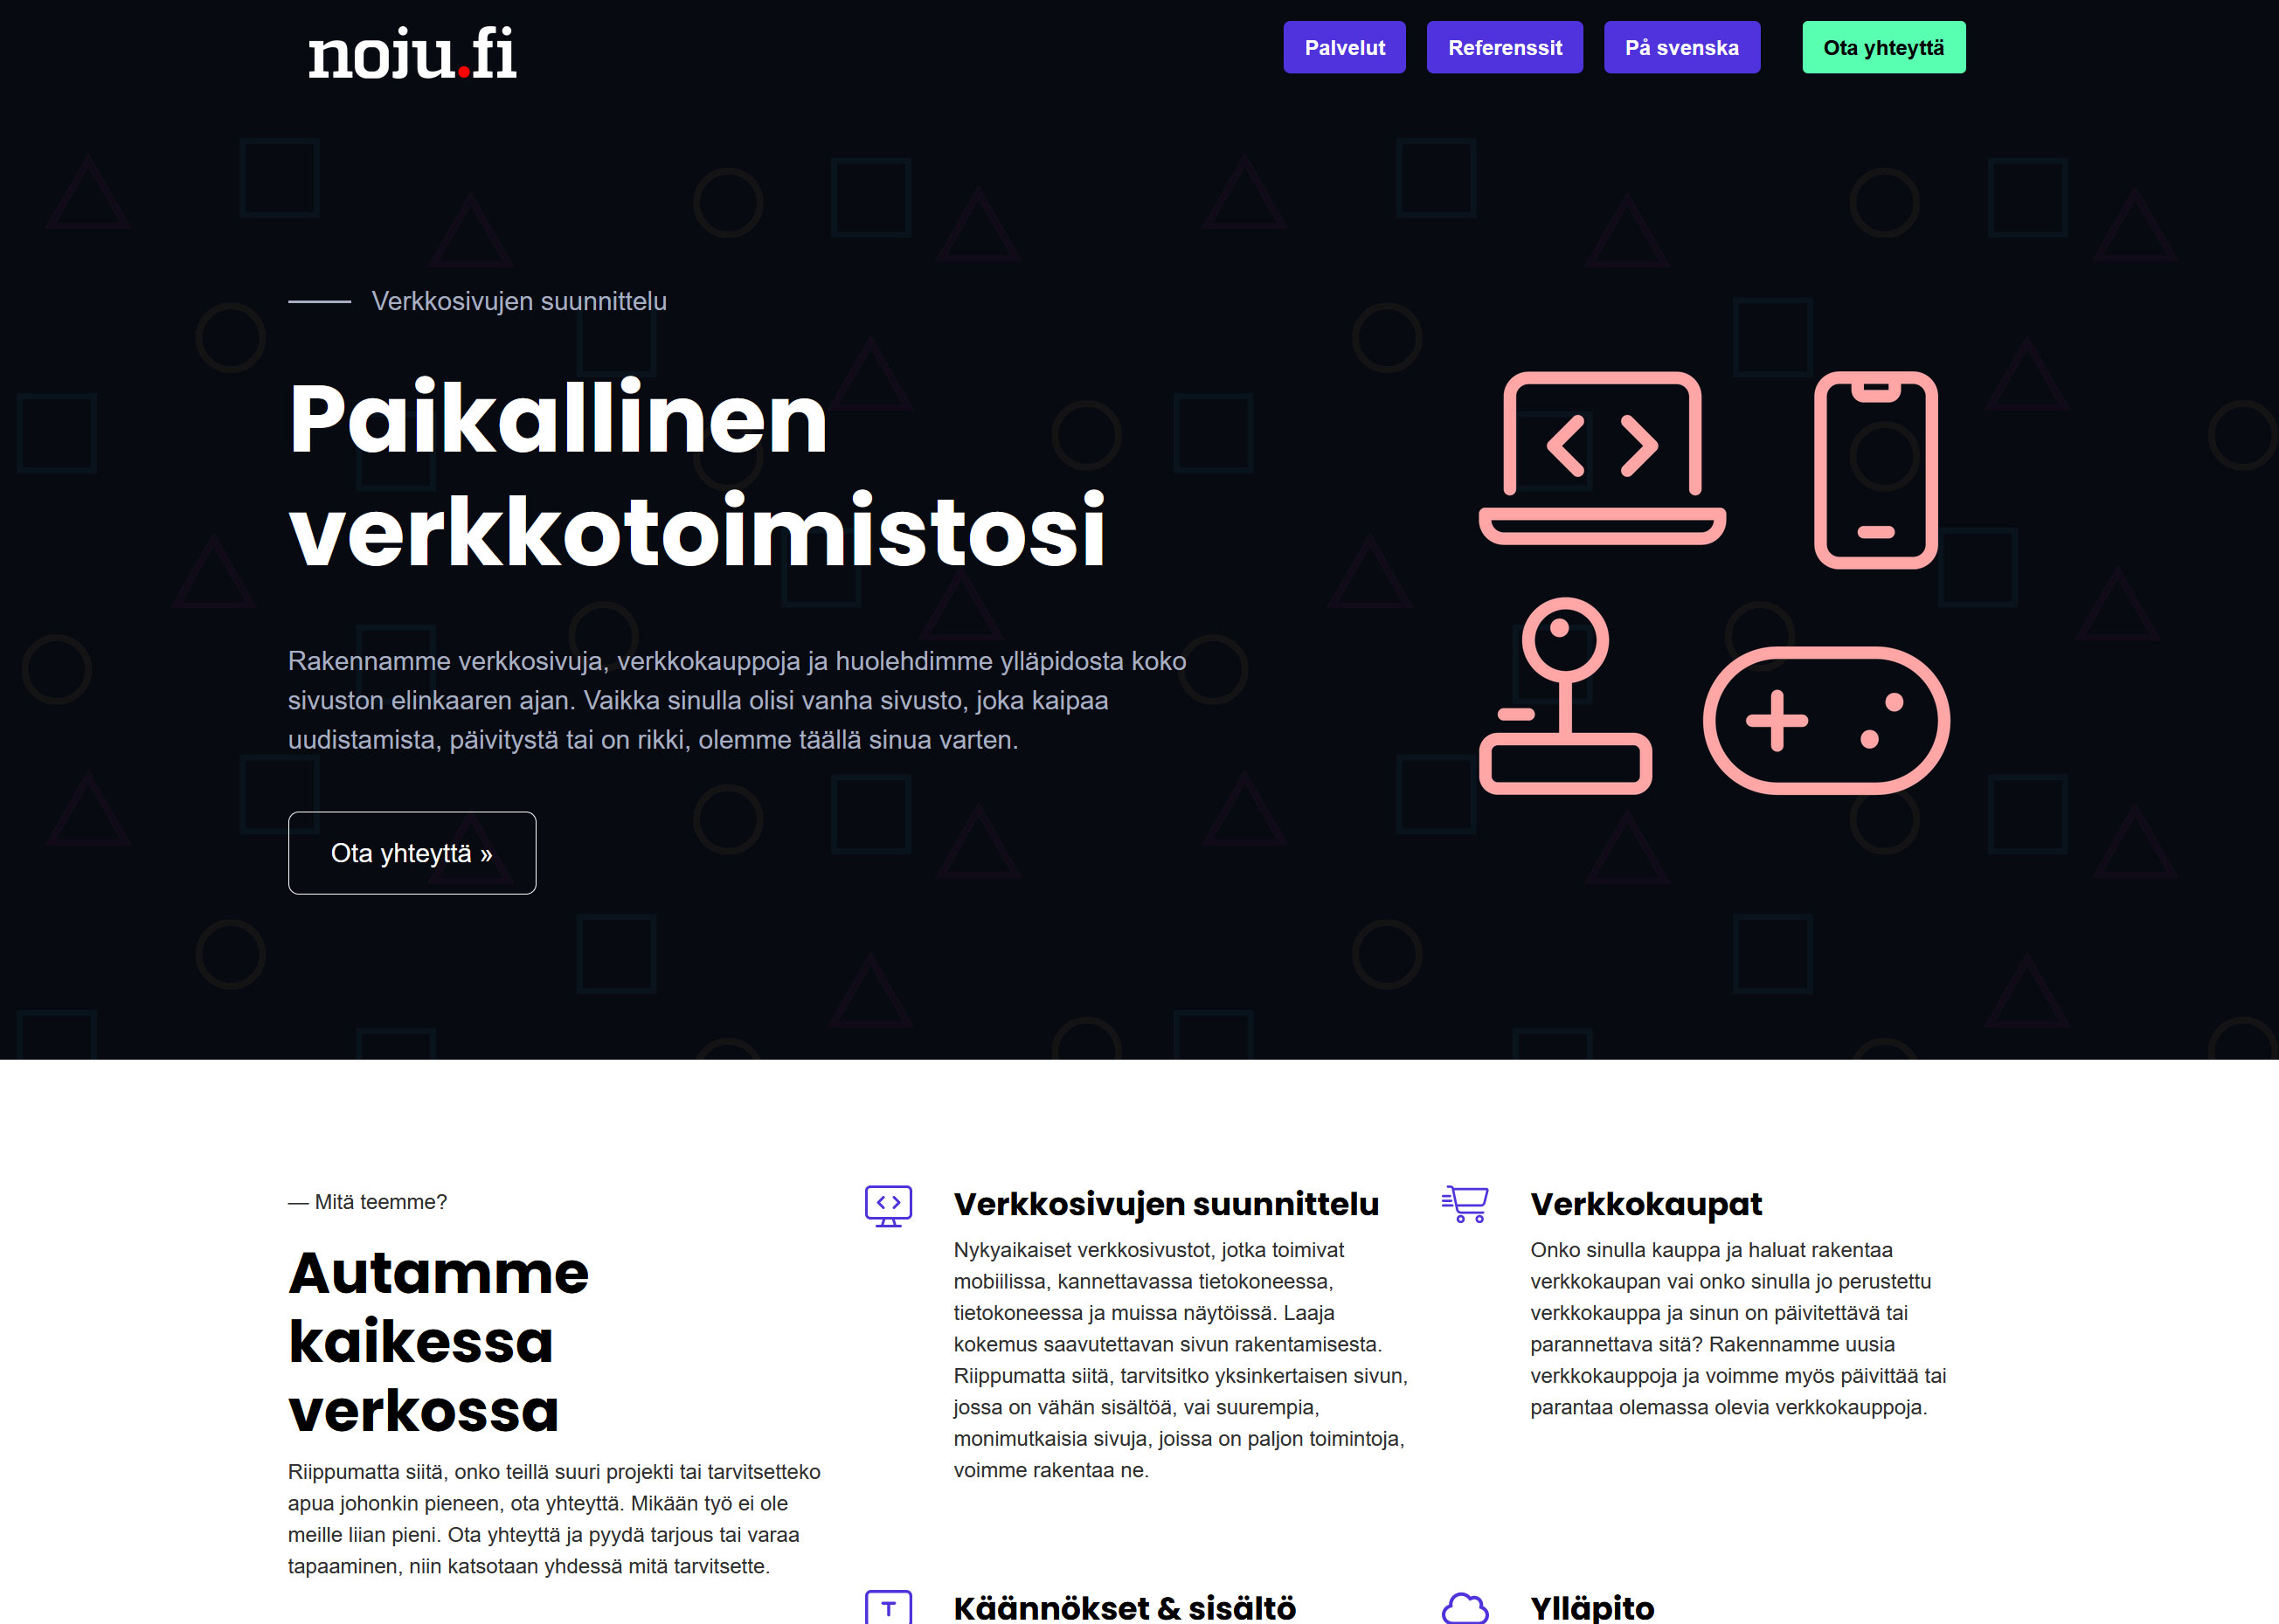 noju.fi
Palvelut
Referenssit
På svenska
Ota yhteyttä
Verkkosivujen suunnittelu
Paikallinen
verkkotoimistosi
Rakennamme verkkosivuja, verkkokauppoja ja huolehdimme ylläpidosta koko
sivuston elinkaaren ajan. Vaikka sinulla olisi vanha sivusto, joka kaipaa
uudistamista, päivitystä tai on rikki, olemme täällä sinua varten.
Ota yhteyttä »
— Mitä teemme?
Autamme
kaikessa
verkossa
Riippumatta siitä, onko teillä suuri projekti tai tarvitsetteko
apua johonkin pieneen, ota yhteyttä. Mikään työ ei ole
meille liian pieni. Ota yhteyttä ja pyydä tarjous tai varaa
tapaaminen, niin katsotaan yhdessä mitä tarvitsette.
Verkkosivujen suunnittelu
Nykyaikaiset verkkosivustot, jotka toimivat
mobiilissa, kannettavassa tietokoneessa,
tietokoneessa ja muissa näytöissä. Laaja
kokemus saavutettavan sivun rakentamisesta.
Riippumatta siitä, tarvitsitko yksinkertaisen sivun,
jossa on vähän sisältöä, vai suurempia,
monimutkaisia sivuja, joissa on paljon toimintoja,
voimme rakentaa ne.
Verkkokaupat
Onko sinulla kauppa ja haluat rakentaa
verkkokaupan vai onko sinulla jo perustettu
verkkokauppa ja sinun on päivitettävä tai
parannettava sitä? Rakennamme uusia
verkkokauppoja ja voimme myös päivittää tai
parantaa olemassa olevia verkkokauppoja.
Käännökset & sisältö
Ylläpito